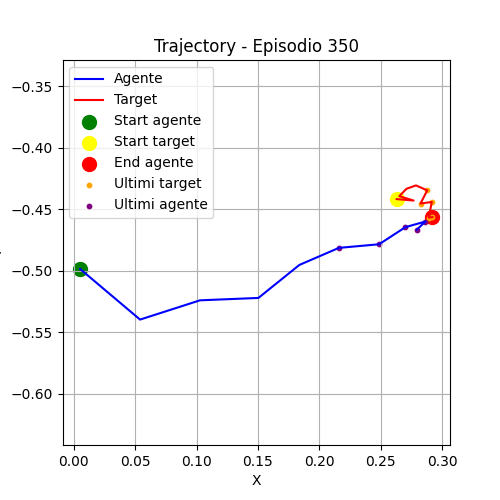 Trajectory - Episodio 350
Agente
Target
Start agente
Start target
End agente
Ultimi target
Ultimi agente
−0.35
−0.40
−0.45
−0.50
−0.55
−0.60
0.00 0.05 0.10 0.15 0.20 0.25 0.30
X